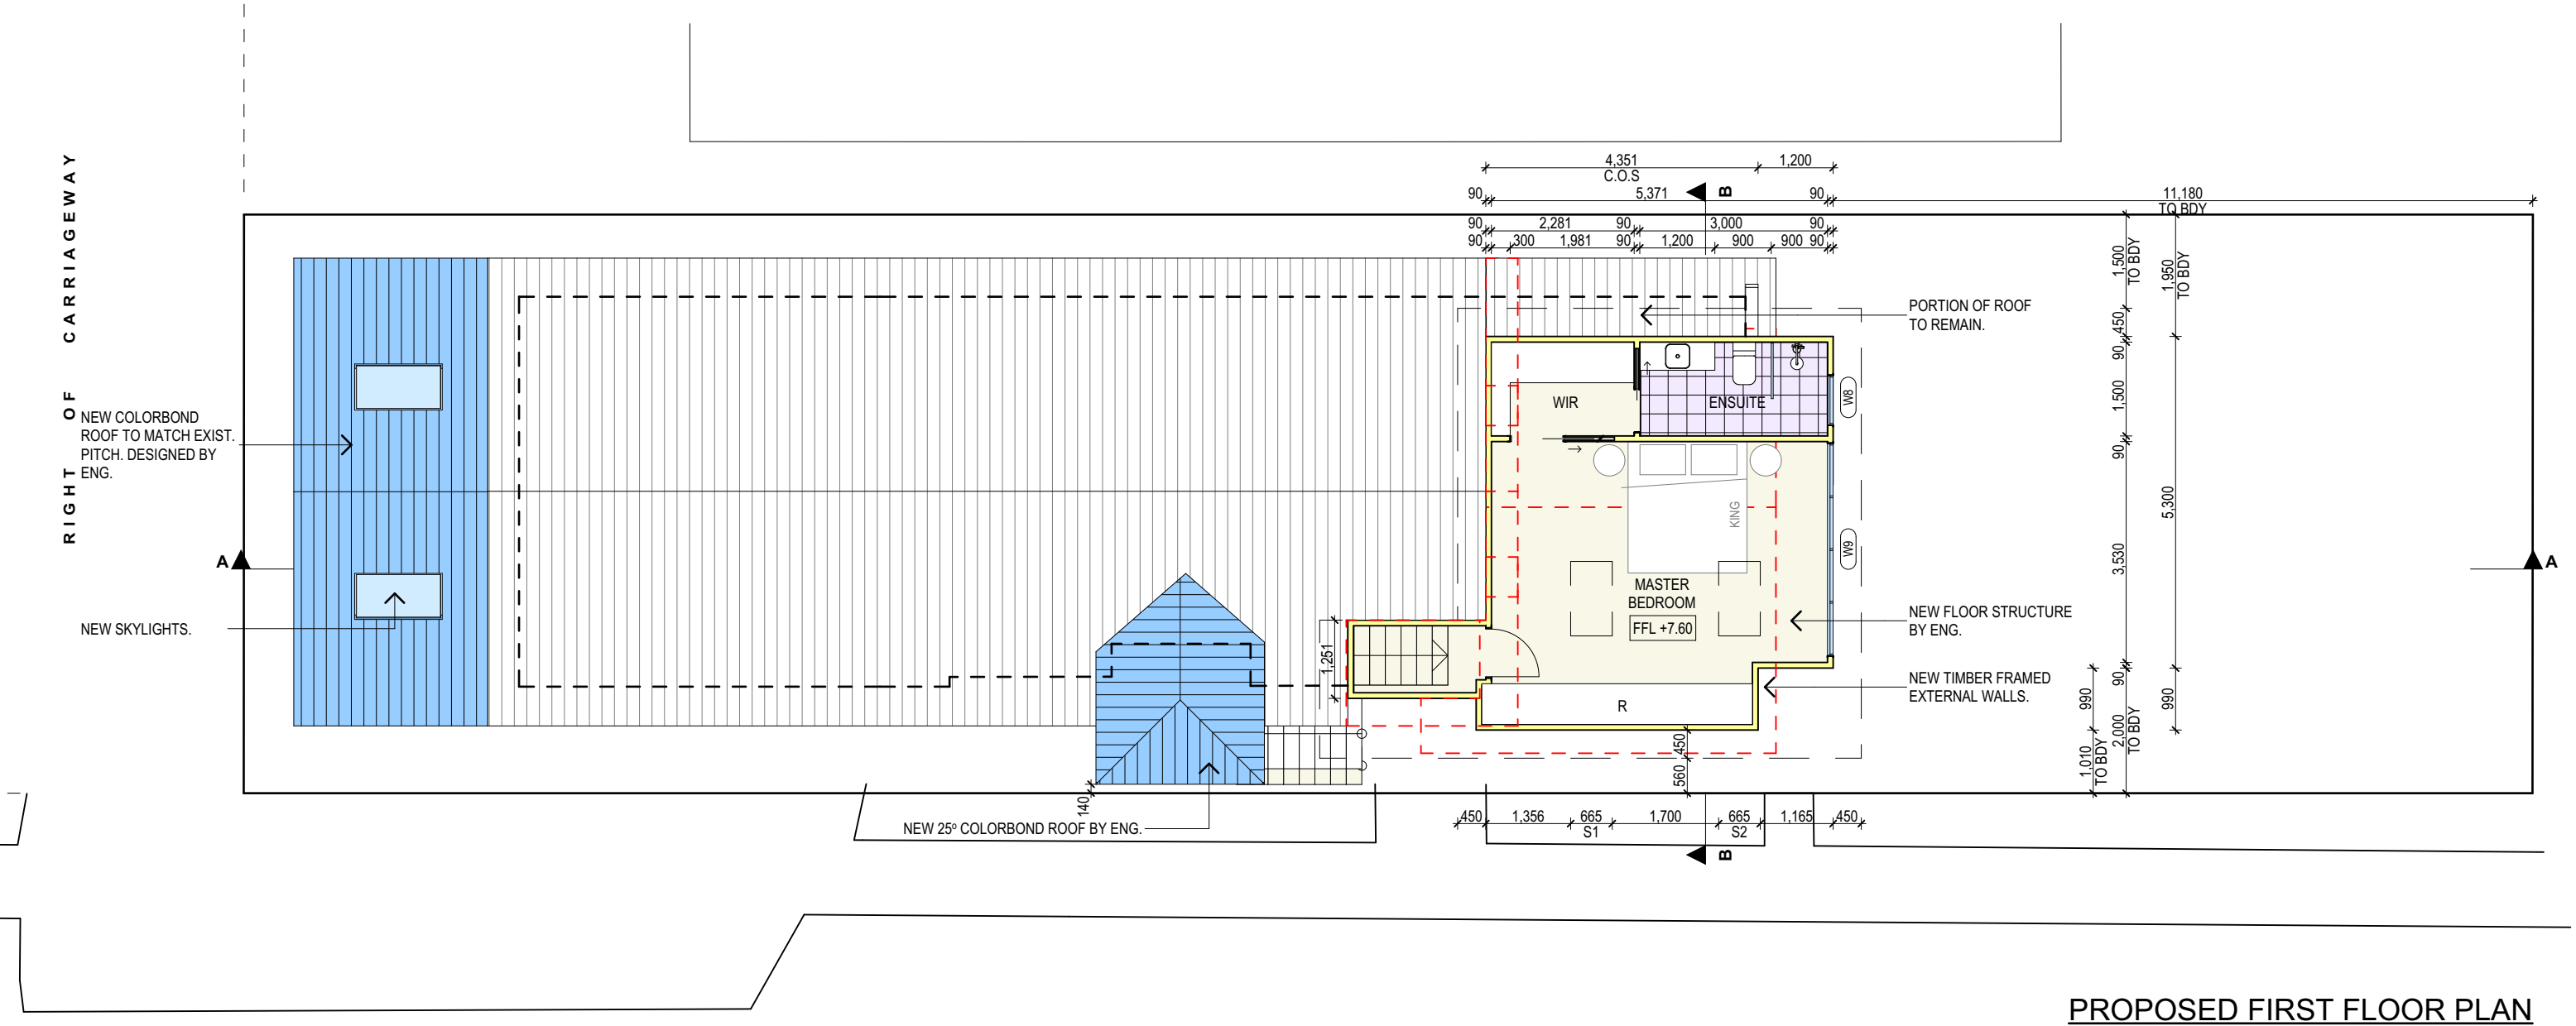 RIGHT OF CARRIAGEWAY
4,351
1,200
C.O.S
B
90
5,371
90
11,180
TO BDY
90
2,281
90
3,000
90
90
300
1,981
90
1,200
900
900
90
1,500
TO BDY
1,950
TO BDY
450
90
1,500
90
5,300
3,530
90
990
990
2,000
TO BDY
1,010
TO BDY
PORTION OF ROOF
TO REMAIN.
WIR
ENSUITE
W8
NEW COLORBOND
ROOF TO MATCH EXIST.
PITCH. DESIGNED BY
ENG.
KING
W9
A
A
MASTER
BEDROOM
FFL +7.60
NEW SKYLIGHTS.
NEW FLOOR STRUCTURE
BY ENG.
1,251
NEW TIMBER FRAMED
EXTERNAL WALLS.
R
450
560
140
NEW 25º COLORBOND ROOF BY ENG.
450
1,356
665
1,700
665
1,165
450
S1
S2
B
PROPOSED FIRST FLOOR PLAN